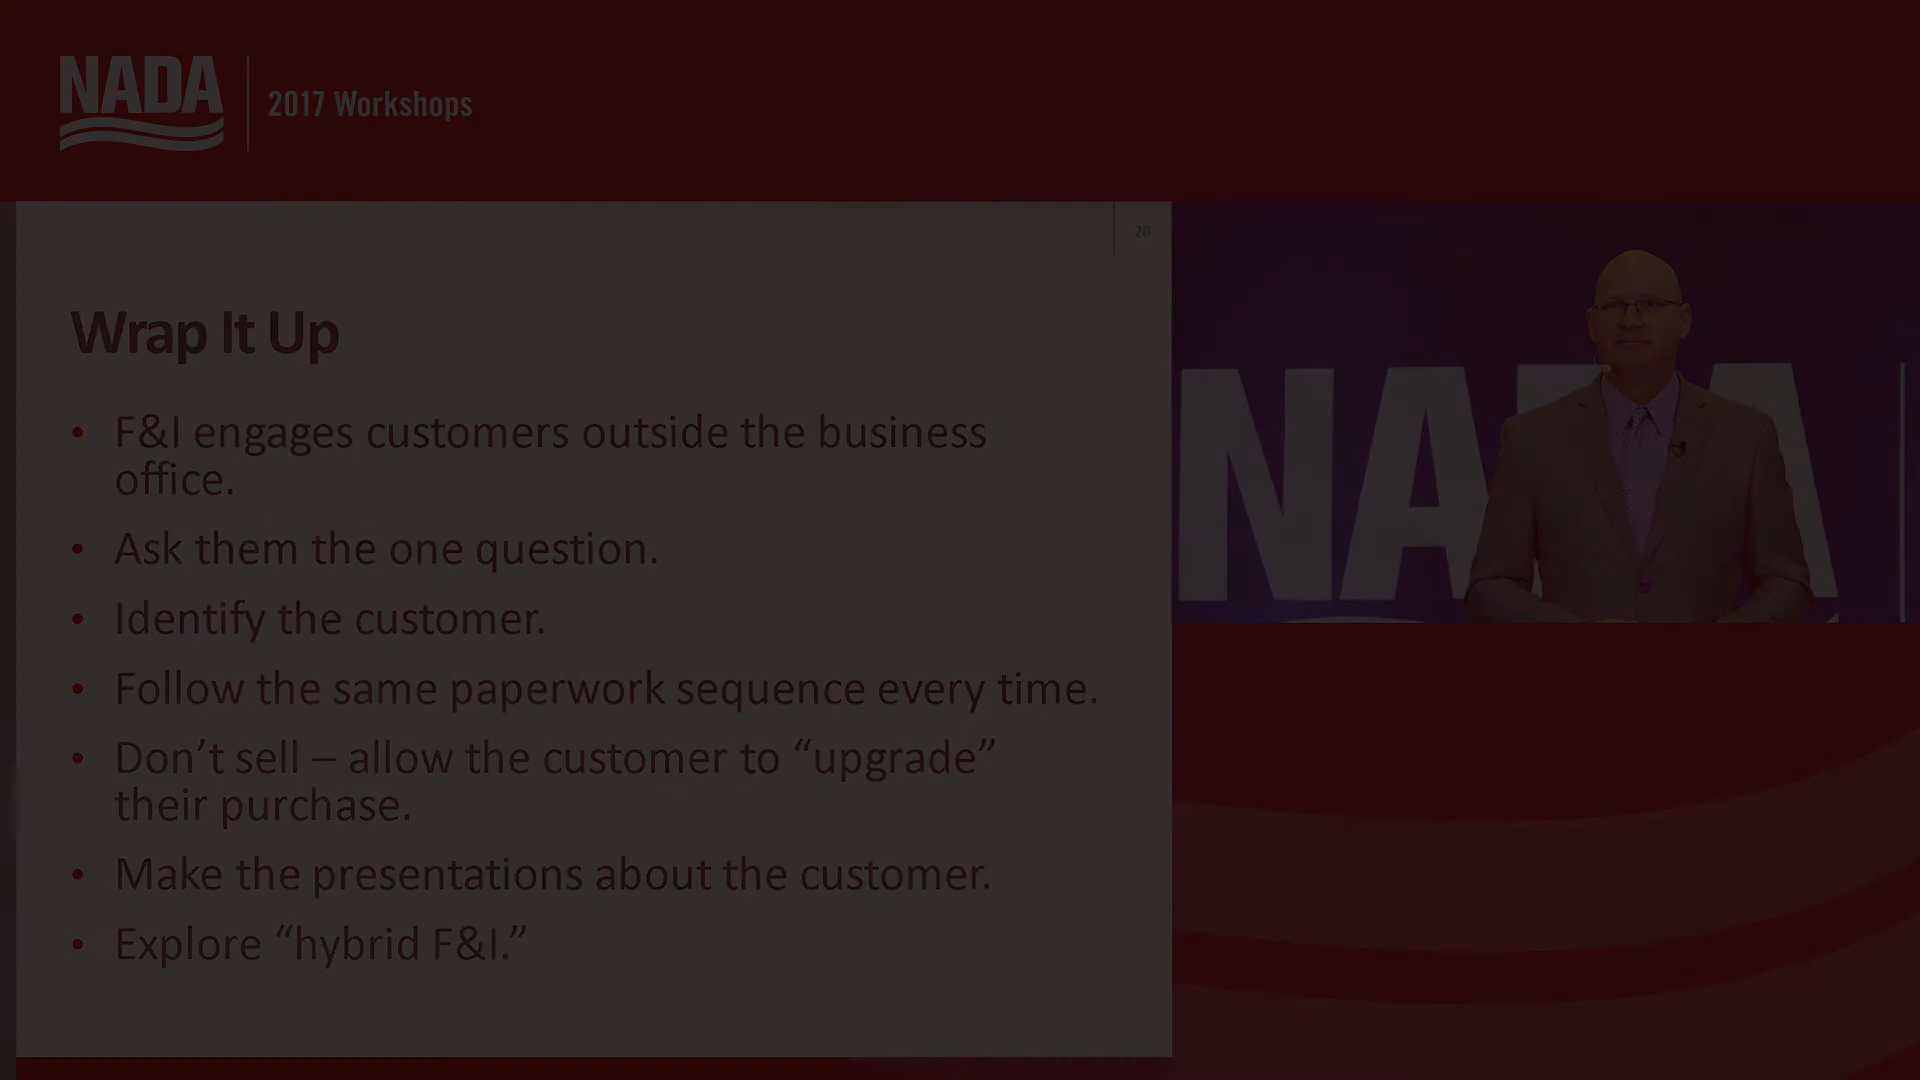 NADA
2017 Workshops
20
Wrap It Up
• F&I engages customers outside the business
office.
• Ask them the one question.
• Identify the customer.
• Follow the same paperwork sequence every time.
• Don’t sell – allow the customer to “upgrade”
their purchase.
• Make the presentations about the customer.
• Explore “hybrid F&I.”
NADA